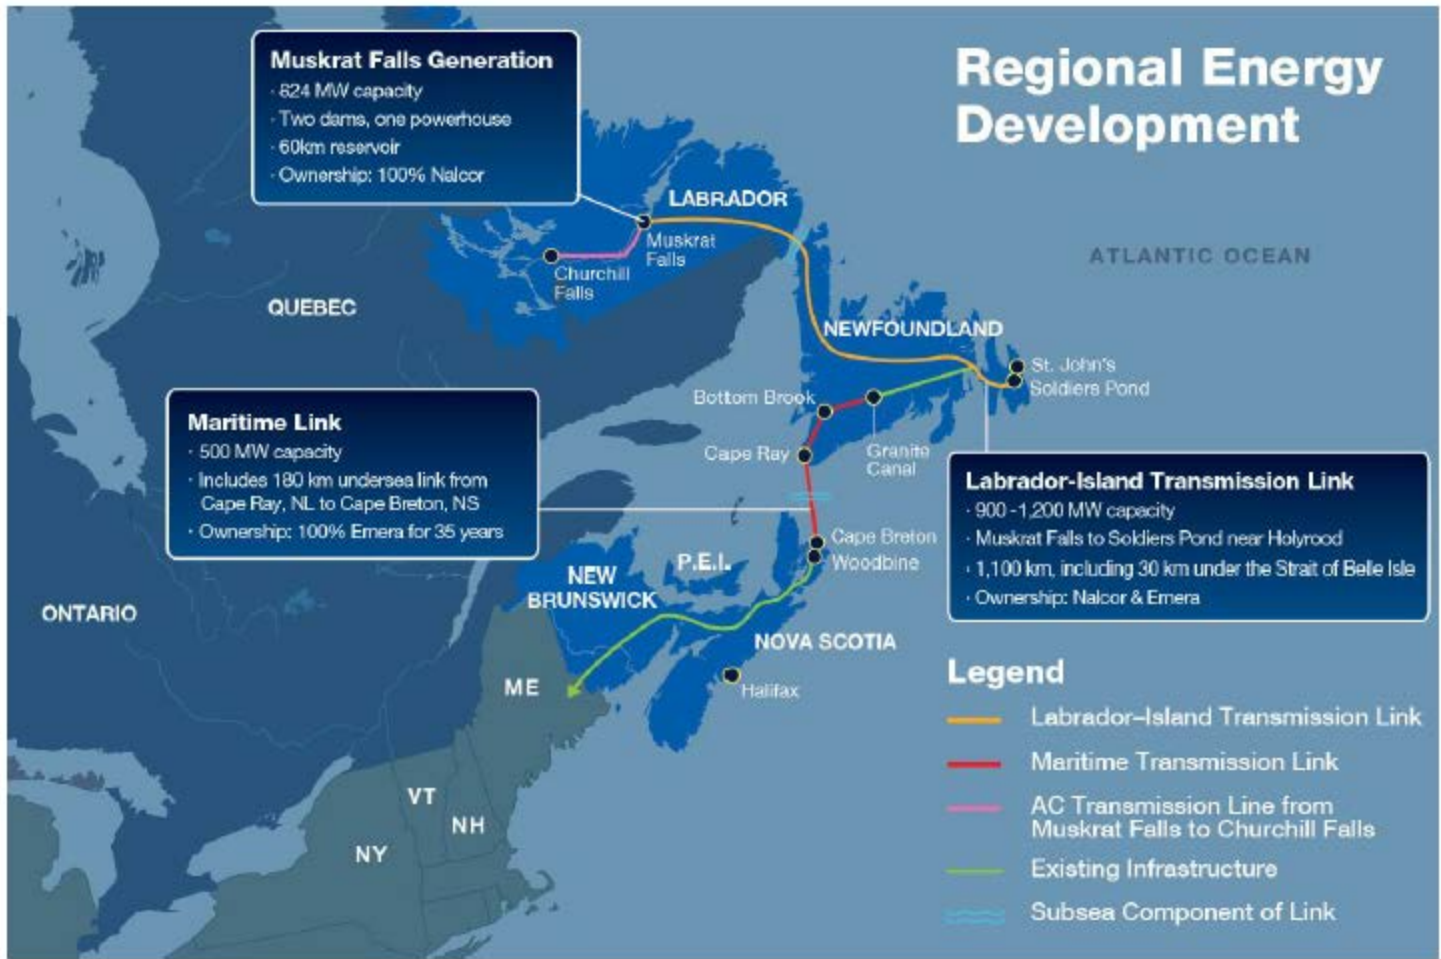 Regional Energy
Development
Muskrat Falls Generation
· 824 MW capacity
· Two dams, one powerhouse
· 60km reservoir
· Ownership: 100% Nalcor
LABRADOR
Muskrat
Falls
Churchill
Falls
ATLANTIC OCEAN
QUEBEC
NEWFOUNDLAND
St. John's
Soldiers Pond
Bottom Brook
Cape Ray
Granite
Canal
Maritime Link
· 500 MW capacity
· Includes 180 km undersea link from
Cape Ray, NL to Cape Breton, NS
· Ownership: 100% Emera for 35 years
Labrador-Island Transmission Link
· 900 -1,200 MW capacity
· Muskrat Falls to Soldiers Pond near Holyrood
· 1,100 km, including 30 km under the Strait of Belle Isle
· Ownership: Nalcor & Emera
Cape Breton
Woodbine
P.E.I.
NEW
BRUNSWICK
ONTARIO
NOVA SCOTIA
Halifax
ME
VT
NH
NY
Legend
Labrador–Island Transmission Link
Maritime Transmission Link
AC Transmission Line from
Muskrat Falls to Churchill Falls
Existing Infrastructure
Subsea Component of Link